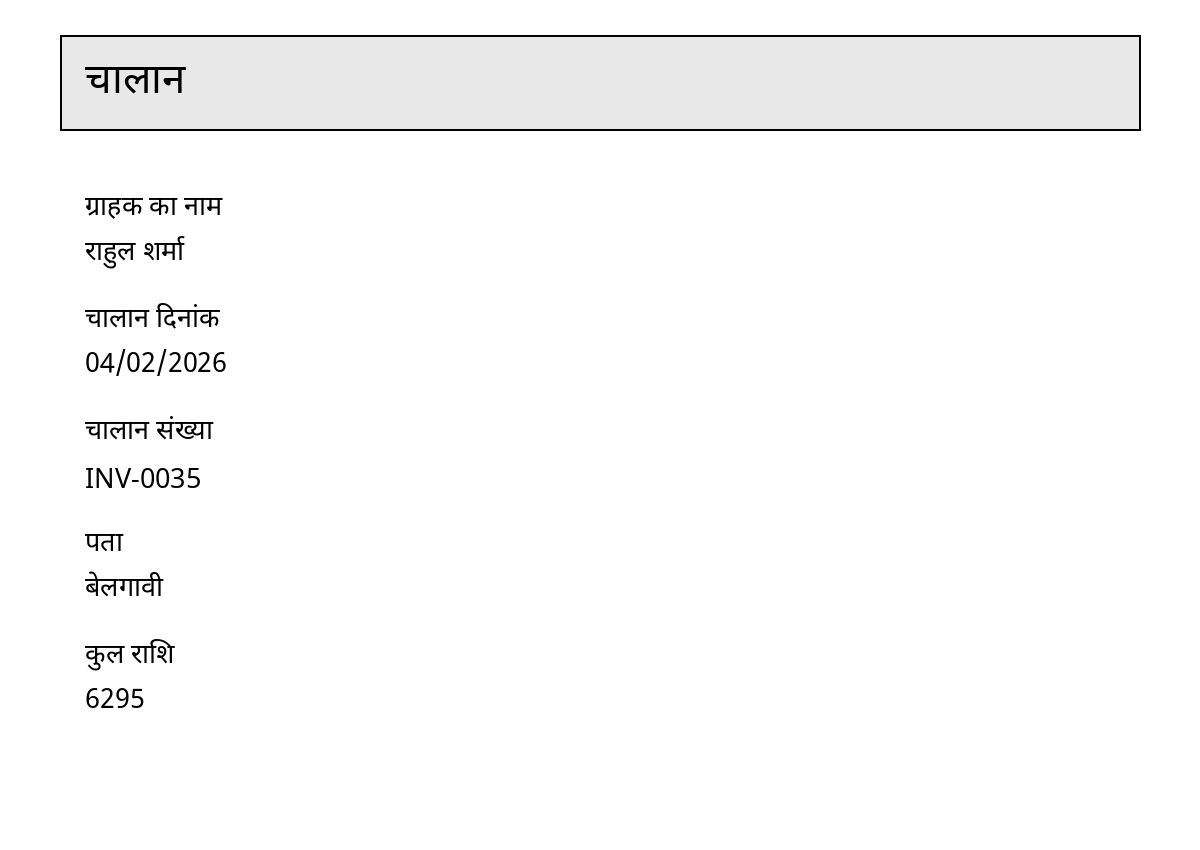 चालान
ग्राहक का नाम
राहुल शर्मा
चालान दिनांक
04/02/2026
चालान संख्या
INV-0035
पता
बेलगावी
कुल राशि
6295